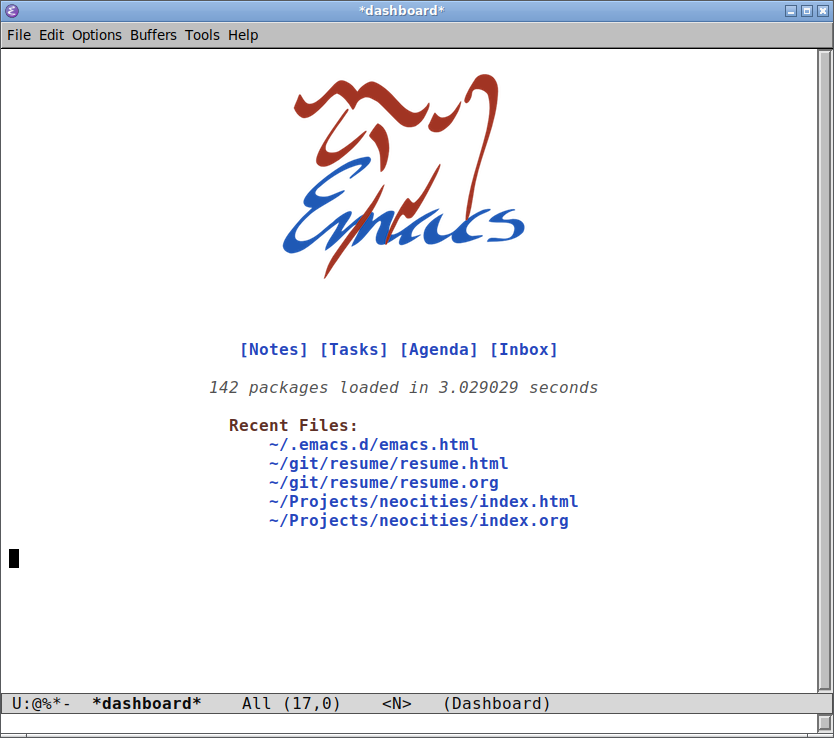 *dashboard*
File Edit Options Buffers Tools Help
Emacs
[Notes] [Tasks] [Agenda] [Inbox]
142 packages loaded in 3.029029 seconds
Recent Files:
~/.emacs.d/emacs.html
~/git/resume/resume.html
~/git/resume/resume.org
~/Projects/neocities/index.html
~/Projects/neocities/index.org
U:@%*-  *dashboard*    All (17,0)    <N>   (Dashboard)